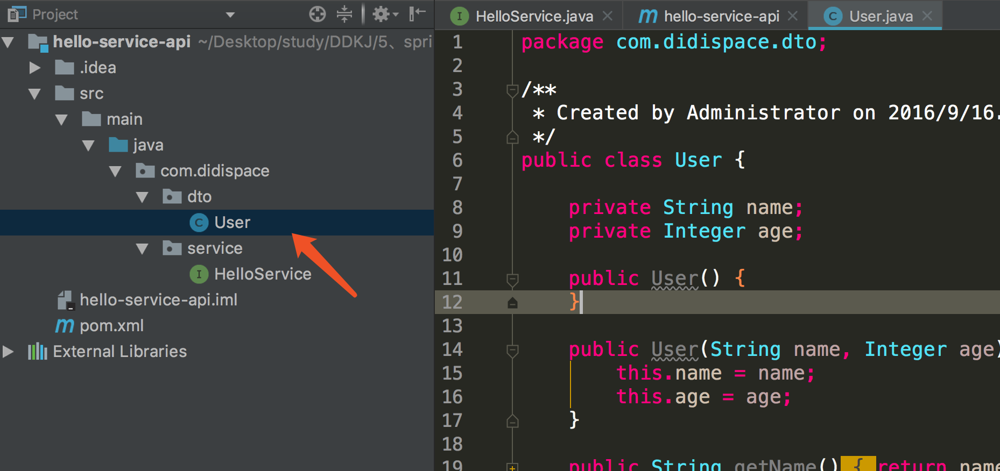 Project
hello-service-api ~/Desktop/study/DDKJ/5、spri
.idea
src
main
java
com.didispace
dto
C User
service
I HelloService
hello-service-api.iml
m pom.xml
External Libraries
I HelloService.java
m hello-service-api
C User.java
1 package com.didispace.dto;
2
3 /**
4 * Created by Administrator on 2016/9/16.
5 */
6 public class User {
7
8 private String name;
9 private Integer age;
10
11 public User() {
12 }
13
14 public User(String name, Integer age)
15 this.name = name;
16 this.age = age;
17 }
18
19 public String getName() { return name